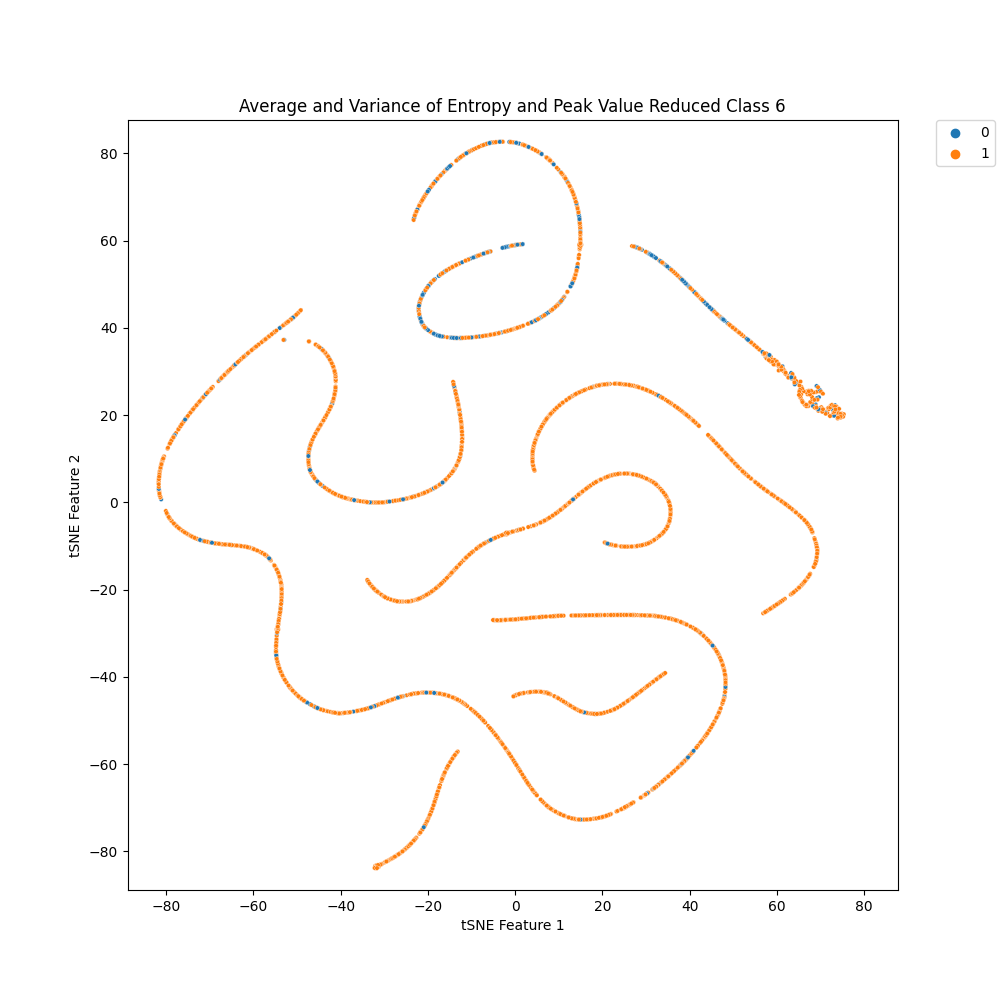 Average and Variance of Entropy and Peak Value Reduced Class 6
0
1
80
60
40
20
0
−20
−40
−60
−80
tSNE Feature 2
−80 −60 −40 −20 0 20 40 60 80
tSNE Feature 1